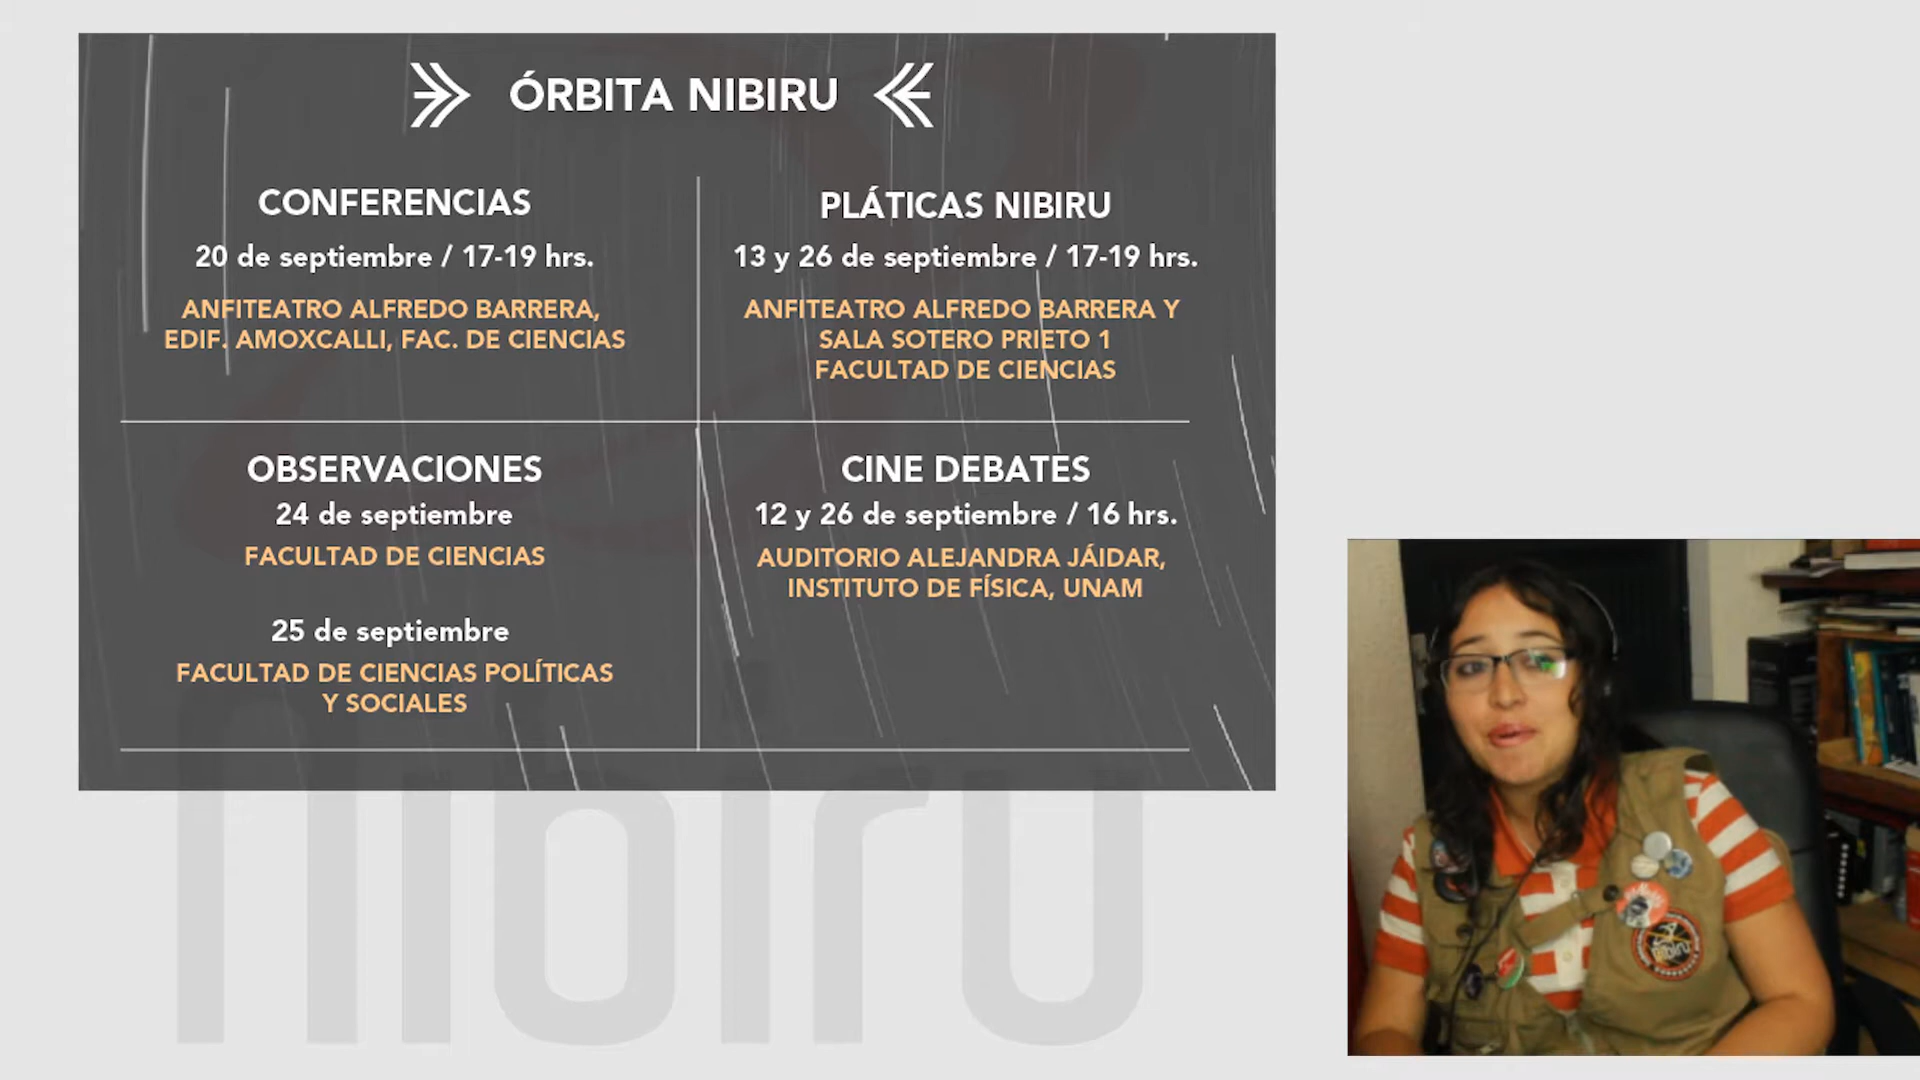 ÓRBITA NIBIRU
CONFERENCIAS
20 de septiembre / 17-19 hrs.
ANFITEATRO ALFREDO BARRERA,
EDIF. AMOXCALLI, FAC. DE CIENCIAS
PLÁTICAS NIBIRU
13 y 26 de septiembre / 17-19 hrs.
ANFITEATRO ALFREDO BARRERA Y
SALA SOTERO PRIETO 1
FACULTAD DE CIENCIAS
OBSERVACIONES
24 de septiembre
FACULTAD DE CIENCIAS
25 de septiembre
FACULTAD DE CIENCIAS POLÍTICAS
Y SOCIALES
CINE DEBATES
12 y 26 de septiembre / 16 hrs.
AUDITORIO ALEJANDRA JÁIDAR,
INSTITUTO DE FÍSICA, UNAM
nibiru